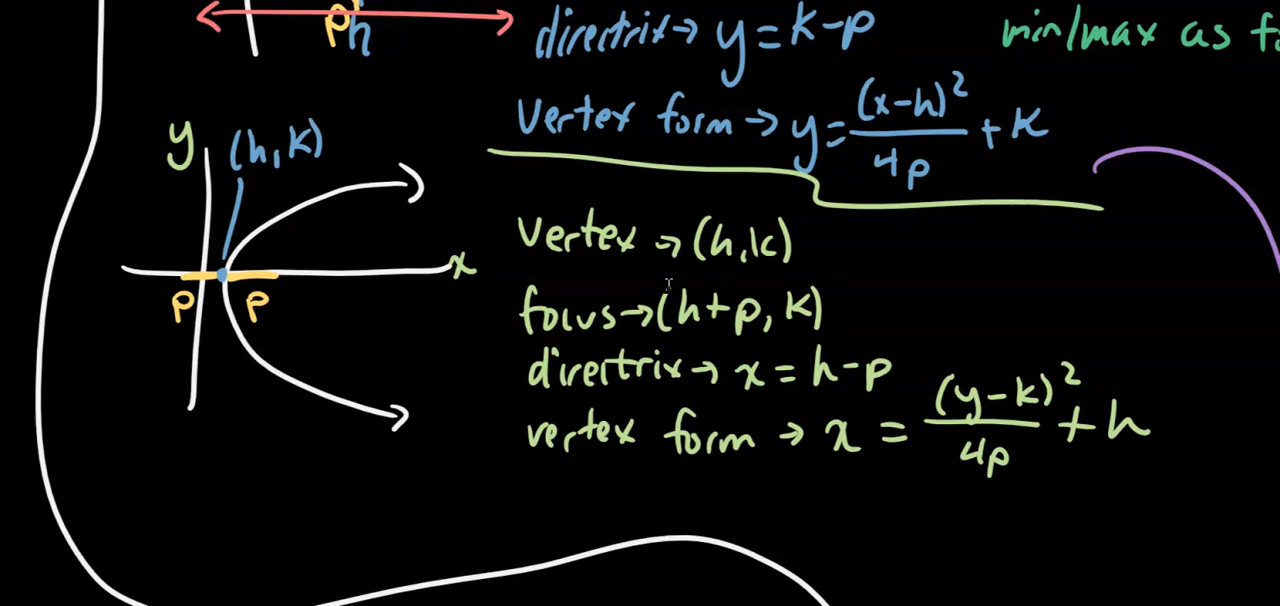 p
h
directrix→ y=k-p
min/max as f
Vertex form → y=(x-h)²/4p + k
y
(h,k)
x
p p
Vertex → (h,k)
focus→(h+p, k)
directrix→ x=h-p
vertex form → x = (y-k)²/4p + h